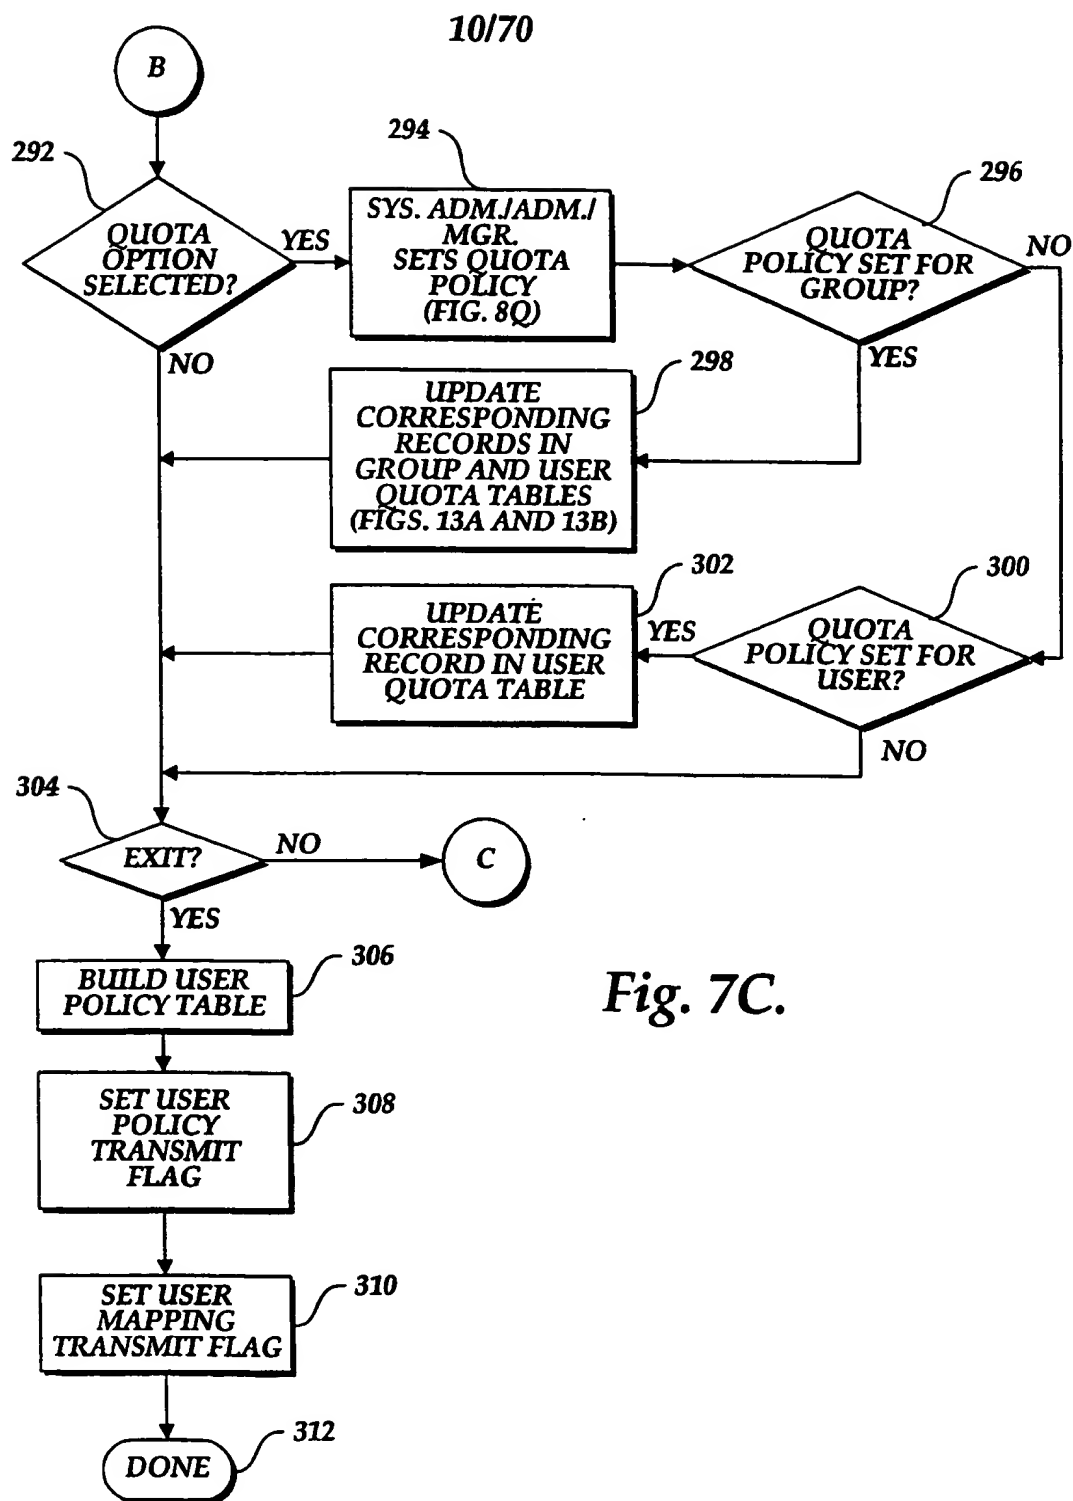 10/70
B
292
QUOTA
OPTION
SELECTED?
YES
NO
294
SYS. ADM./ADM./
MGR.
SETS QUOTA
POLICY
(FIG. 8Q)
296
QUOTA
POLICY SET FOR
GROUP?
NO
YES
298
UPDATE
CORRESPONDING
RECORDS IN
GROUP AND USER
QUOTA TABLES
(FIGS. 13A AND 13B)
300
QUOTA
POLICY SET FOR
USER?
YES
NO
302
UPDATE
CORRESPONDING
RECORD IN USER
QUOTA TABLE
304
EXIT?
NO
C
YES
306
BUILD USER
POLICY TABLE
Fig. 7C.
308
SET USER
POLICY
TRANSMIT
FLAG
310
SET USER
MAPPING
TRANSMIT FLAG
312
DONE